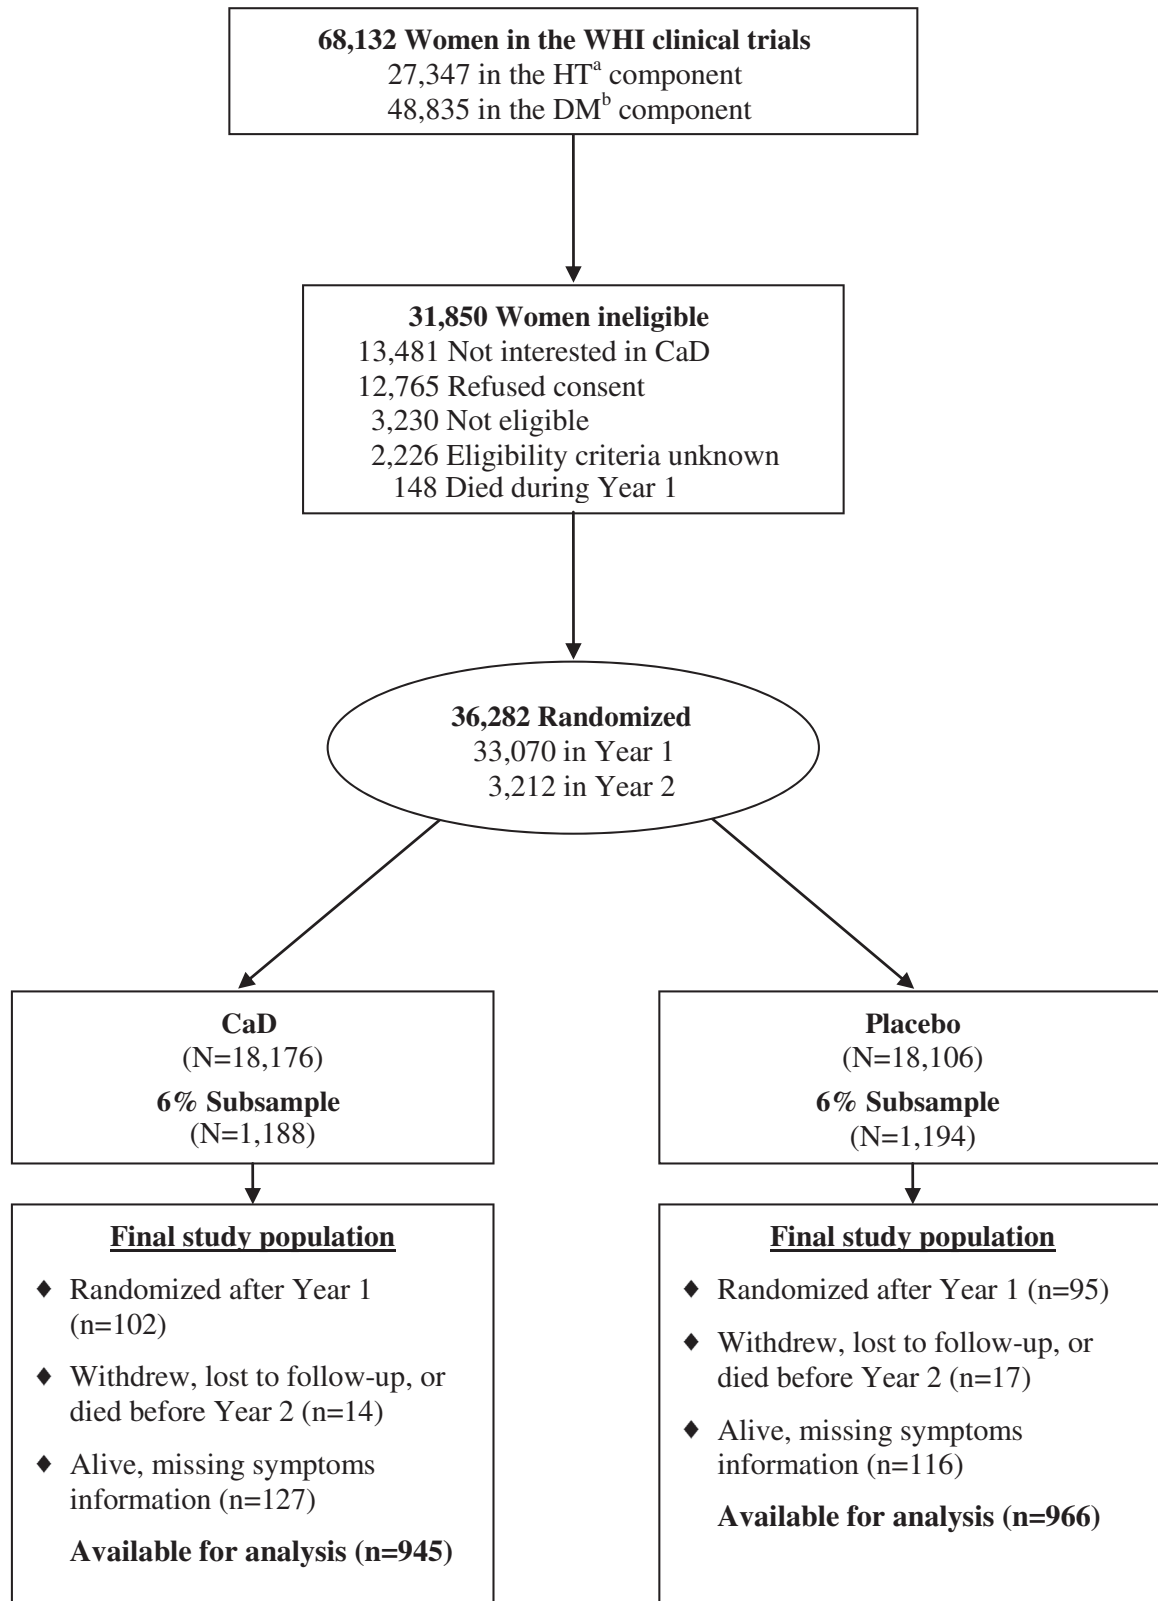 68,132 Women in the WHI clinical trials
27,347 in the HTa component
48,835 in the DMb component
31,850 Women ineligible
13,481 Not interested in CaD
12,765 Refused consent
3,230 Not eligible
2,226 Eligibility criteria unknown
148 Died during Year 1
36,282 Randomized
33,070 in Year 1
3,212 in Year 2
CaD
(N=18,176)
6% Subsample
(N=1,188)
Placebo
(N=18,106)
6% Subsample
(N=1,194)
Final study population
♦ Randomized after Year 1
(n=102)
♦ Withdrew, lost to follow-up, or
died before Year 2 (n=14)
♦ Alive, missing symptoms
information (n=127)
Available for analysis (n=945)
Final study population
♦ Randomized after Year 1 (n=95)
♦ Withdrew, lost to follow-up, or
died before Year 2 (n=17)
♦ Alive, missing symptoms
information (n=116)
Available for analysis (n=966)